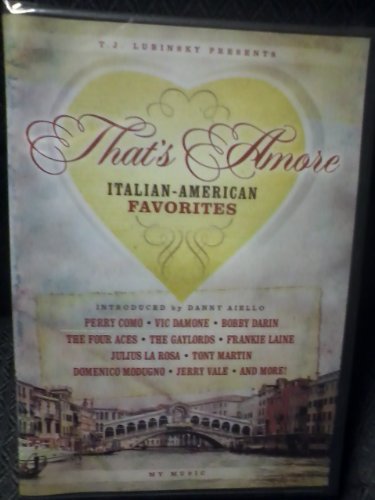 T.J. LUBINSKY PRESENTS
That's Amore
ITALIAN-AMERICAN
FAVORITES
INTRODUCED by DANNY AIELLO
PERRY COMO • VIC DAMONE • BOBBY DARIN
THE FOUR ACES • THE GAYLORDS • FRANKIE LAINE
JULIUS LA ROSA • TONY MARTIN
DOMENICO MODUGNO • JERRY VALE • AND MORE!
MY MUSIC